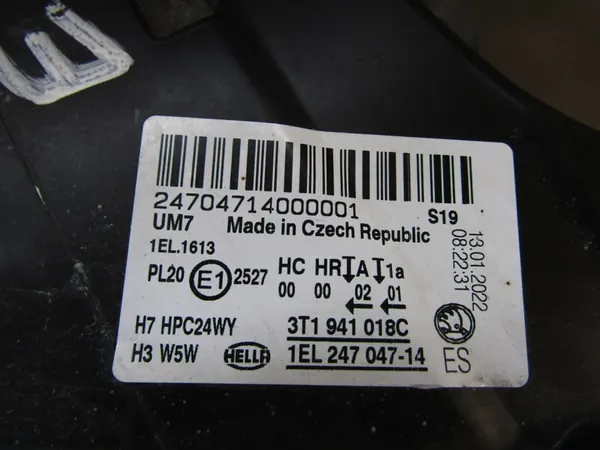 E
24704714000001
S19
UM7 Made in Czech Republic
1EL.1613
PL20 E1 2527
HC HR A 1a
00 00 02 01
H7 HPC24WY 3T1 941 018C
H3 W5W HELLA 1EL 247 047-14
ES
13.01.2022
08:22:31